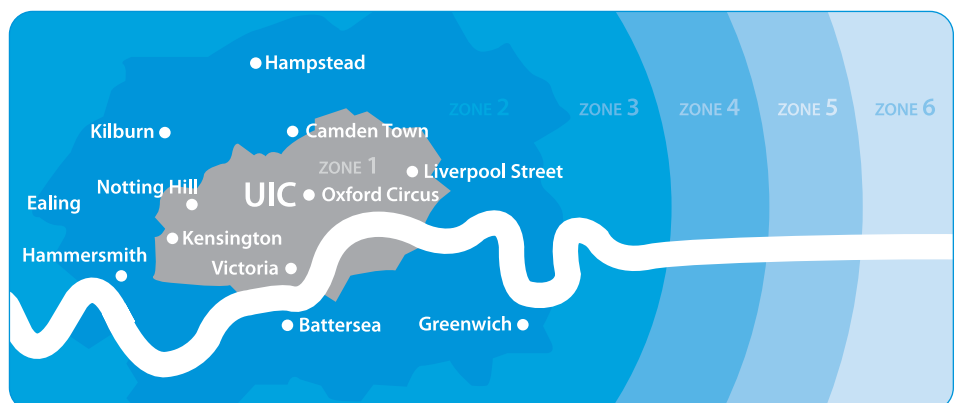 Hampstead
ZONE 2
ZONE 3
ZONE 4
ZONE 5
ZONE 6
Kilburn
Camden Town
ZONE 1
Liverpool Street
Notting Hill
UIC
Oxford Circus
Ealing
Kensington
Hammersmith
Victoria
Battersea
Greenwich